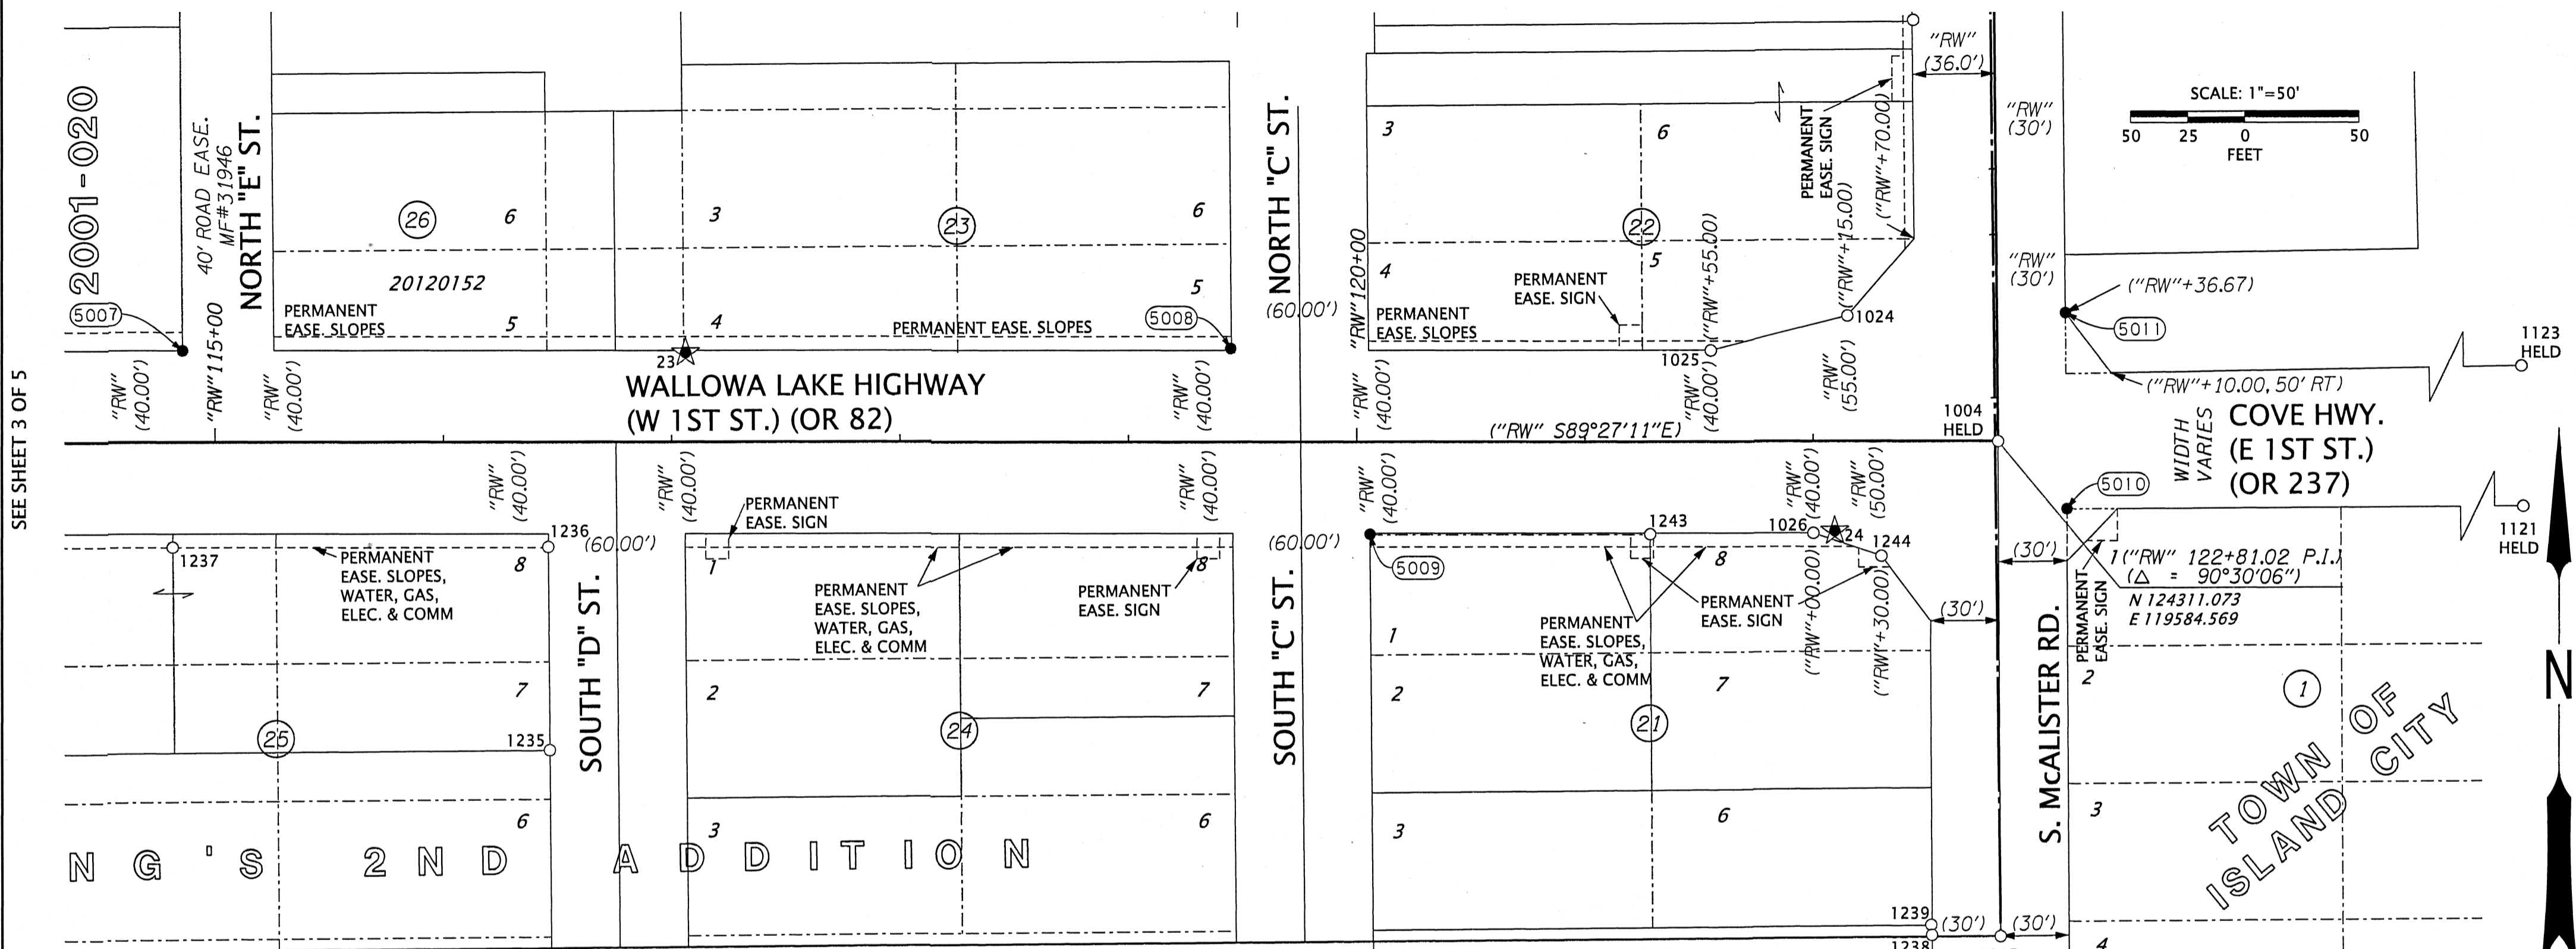 SEE SHEET 3 OF 5
2001-020
40' ROAD EASE.
MF#31946
NORTH "E" ST.
"RW" 115+00
5007
"RW"
(40.00')
"RW"
(40.00')
26
6
20120152
PERMANENT
EASE. SLOPES
5
3
4
23
23
6
5
PERMANENT EASE. SLOPES
5008
"RW"
(40.00')
WALLOWA LAKE HIGHWAY
(W 1ST ST.) (OR 82)
NORTH "C" ST.
(60.00')
"RW" 120+00
"RW"
(40.00')
3
4
6
22
5
PERMANENT
EASE. SLOPES
PERMANENT
EASE. SIGN
1025
("RW"+55.00)
"RW"
(40.00')
("RW"+15.00)
1024
"RW"
(55.00')
PERMANENT
EASE. SIGN
("RW"+70.00)
"RW"
(36.0')
"RW"
(30')
"RW"
(30')
SCALE: 1"=50'
50 25 0 50
FEET
("RW"+36.67)
5011
("RW"+10.00, 50' RT)
1123
HELD
1004
HELD
("RW" S89°27'11"E)
WIDTH
VARIES
COVE HWY.
(E 1ST ST.)
(OR 237)
5010
1121
HELD
(30')
("RW" 122+81.02 P.I.)
(Δ = 90°30'06")
N 124311.073
E 119584.569
PERMANENT
EASE. SIGN
1
2
1
3
4
TOWN OF
ISLAND CITY
S. McALISTER RD.
(30')
(30')
(30')
1239
1238
"RW"
(40.00')
1236
(60.00')
1237
PERMANENT
EASE. SLOPES,
WATER, GAS,
ELEC. & COMM
8
7
25
1235
6
SOUTH "D" ST.
"RW"
(40.00')
PERMANENT
EASE. SIGN
1
PERMANENT
EASE. SLOPES,
WATER, GAS,
ELEC. & COMM
PERMANENT
EASE. SIGN
8
"RW"
(40.00')
2
24
7
3
6
NG'S 2ND ADDITION
(60.00')
SOUTH "C" ST.
"RW"
(40.00')
5009
1243
1026
24
1244
"RW"
(40.00')
"RW"
(50.00')
8
PERMANENT
EASE. SIGN
PERMANENT
EASE. SLOPES,
WATER, GAS,
ELEC. & COMM
("RW"+00.00)
("RW"+30.00)
1
2
21
7
3
6
N